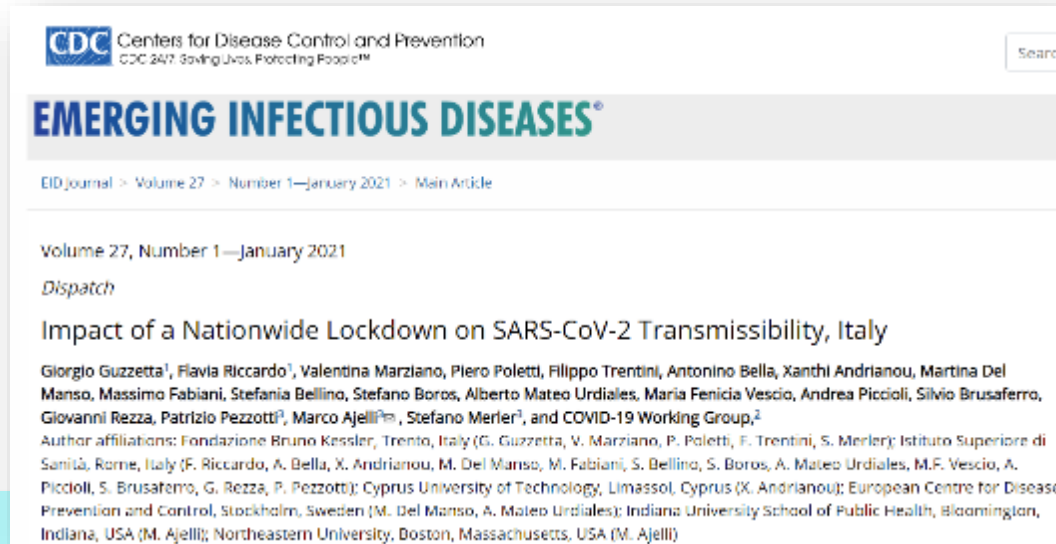 CDC Centers for Disease Control and Prevention
CDC 24/7. Saving Lives. Protecting People™
Searc
EMERGING INFECTIOUS DISEASES®
EID Journal > Volume 27 > Number 1—January 2021 > Main Article
Volume 27, Number 1—January 2021
Dispatch
Impact of a Nationwide Lockdown on SARS-CoV-2 Transmissibility, Italy
Giorgio Guzzetta¹, Flavia Riccardo¹, Valentina Marziano, Piero Poletti, Filippo Trentini, Antonino Bella, Xanthi Andrianou, Martina Del
Manso, Massimo Fabiani, Stefania Bellino, Stefano Boros, Alberto Mateo Urdiales, Maria Fenicia Vescio, Andrea Piccioli, Silvio Brusaferro,
Giovanni Rezza, Patrizio Pezzotti³, Marco Ajelli³✉, Stefano Merler³, and COVID-19 Working Group,²
Author affiliations: Fondazione Bruno Kessler, Trento, Italy (G. Guzzetta, V. Marziano, P. Poletti, F. Trentini, S. Merler); Istituto Superiore di
Sanità, Rome, Italy (F. Riccardo, A. Bella, X. Andrianou, M. Del Manso, M. Fabiani, S. Bellino, S. Boros, A. Mateo Urdiales, M.F. Vescio, A.
Piccioli, S. Brusaferro, G. Rezza, P. Pezzotti); Cyprus University of Technology, Limassol, Cyprus (X. Andrianou); European Centre for Disease
Prevention and Control, Stockholm, Sweden (M. Del Manso, A. Mateo Urdiales); Indiana University School of Public Health, Bloomington,
Indiana, USA (M. Ajelli); Northeastern University, Boston, Massachusetts, USA (M. Ajelli)